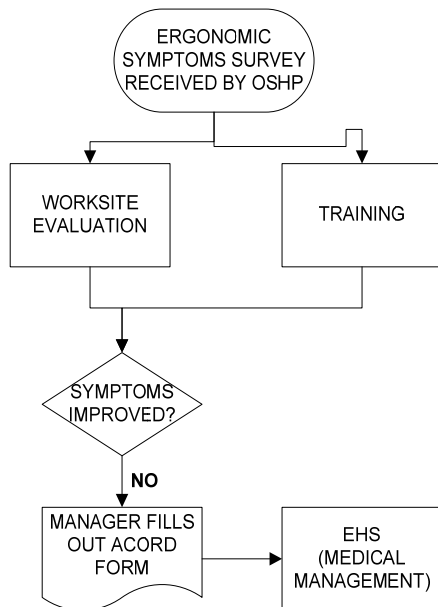 ERGONOMIC
SYMPTOMS SURVEY
RECEIVED BY OSHP
WORKSITE
EVALUATION
TRAINING
SYMPTOMS
IMPROVED?
NO
MANAGER FILLS
OUT ACORD
FORM
EHS
(MEDICAL
MANAGEMENT)